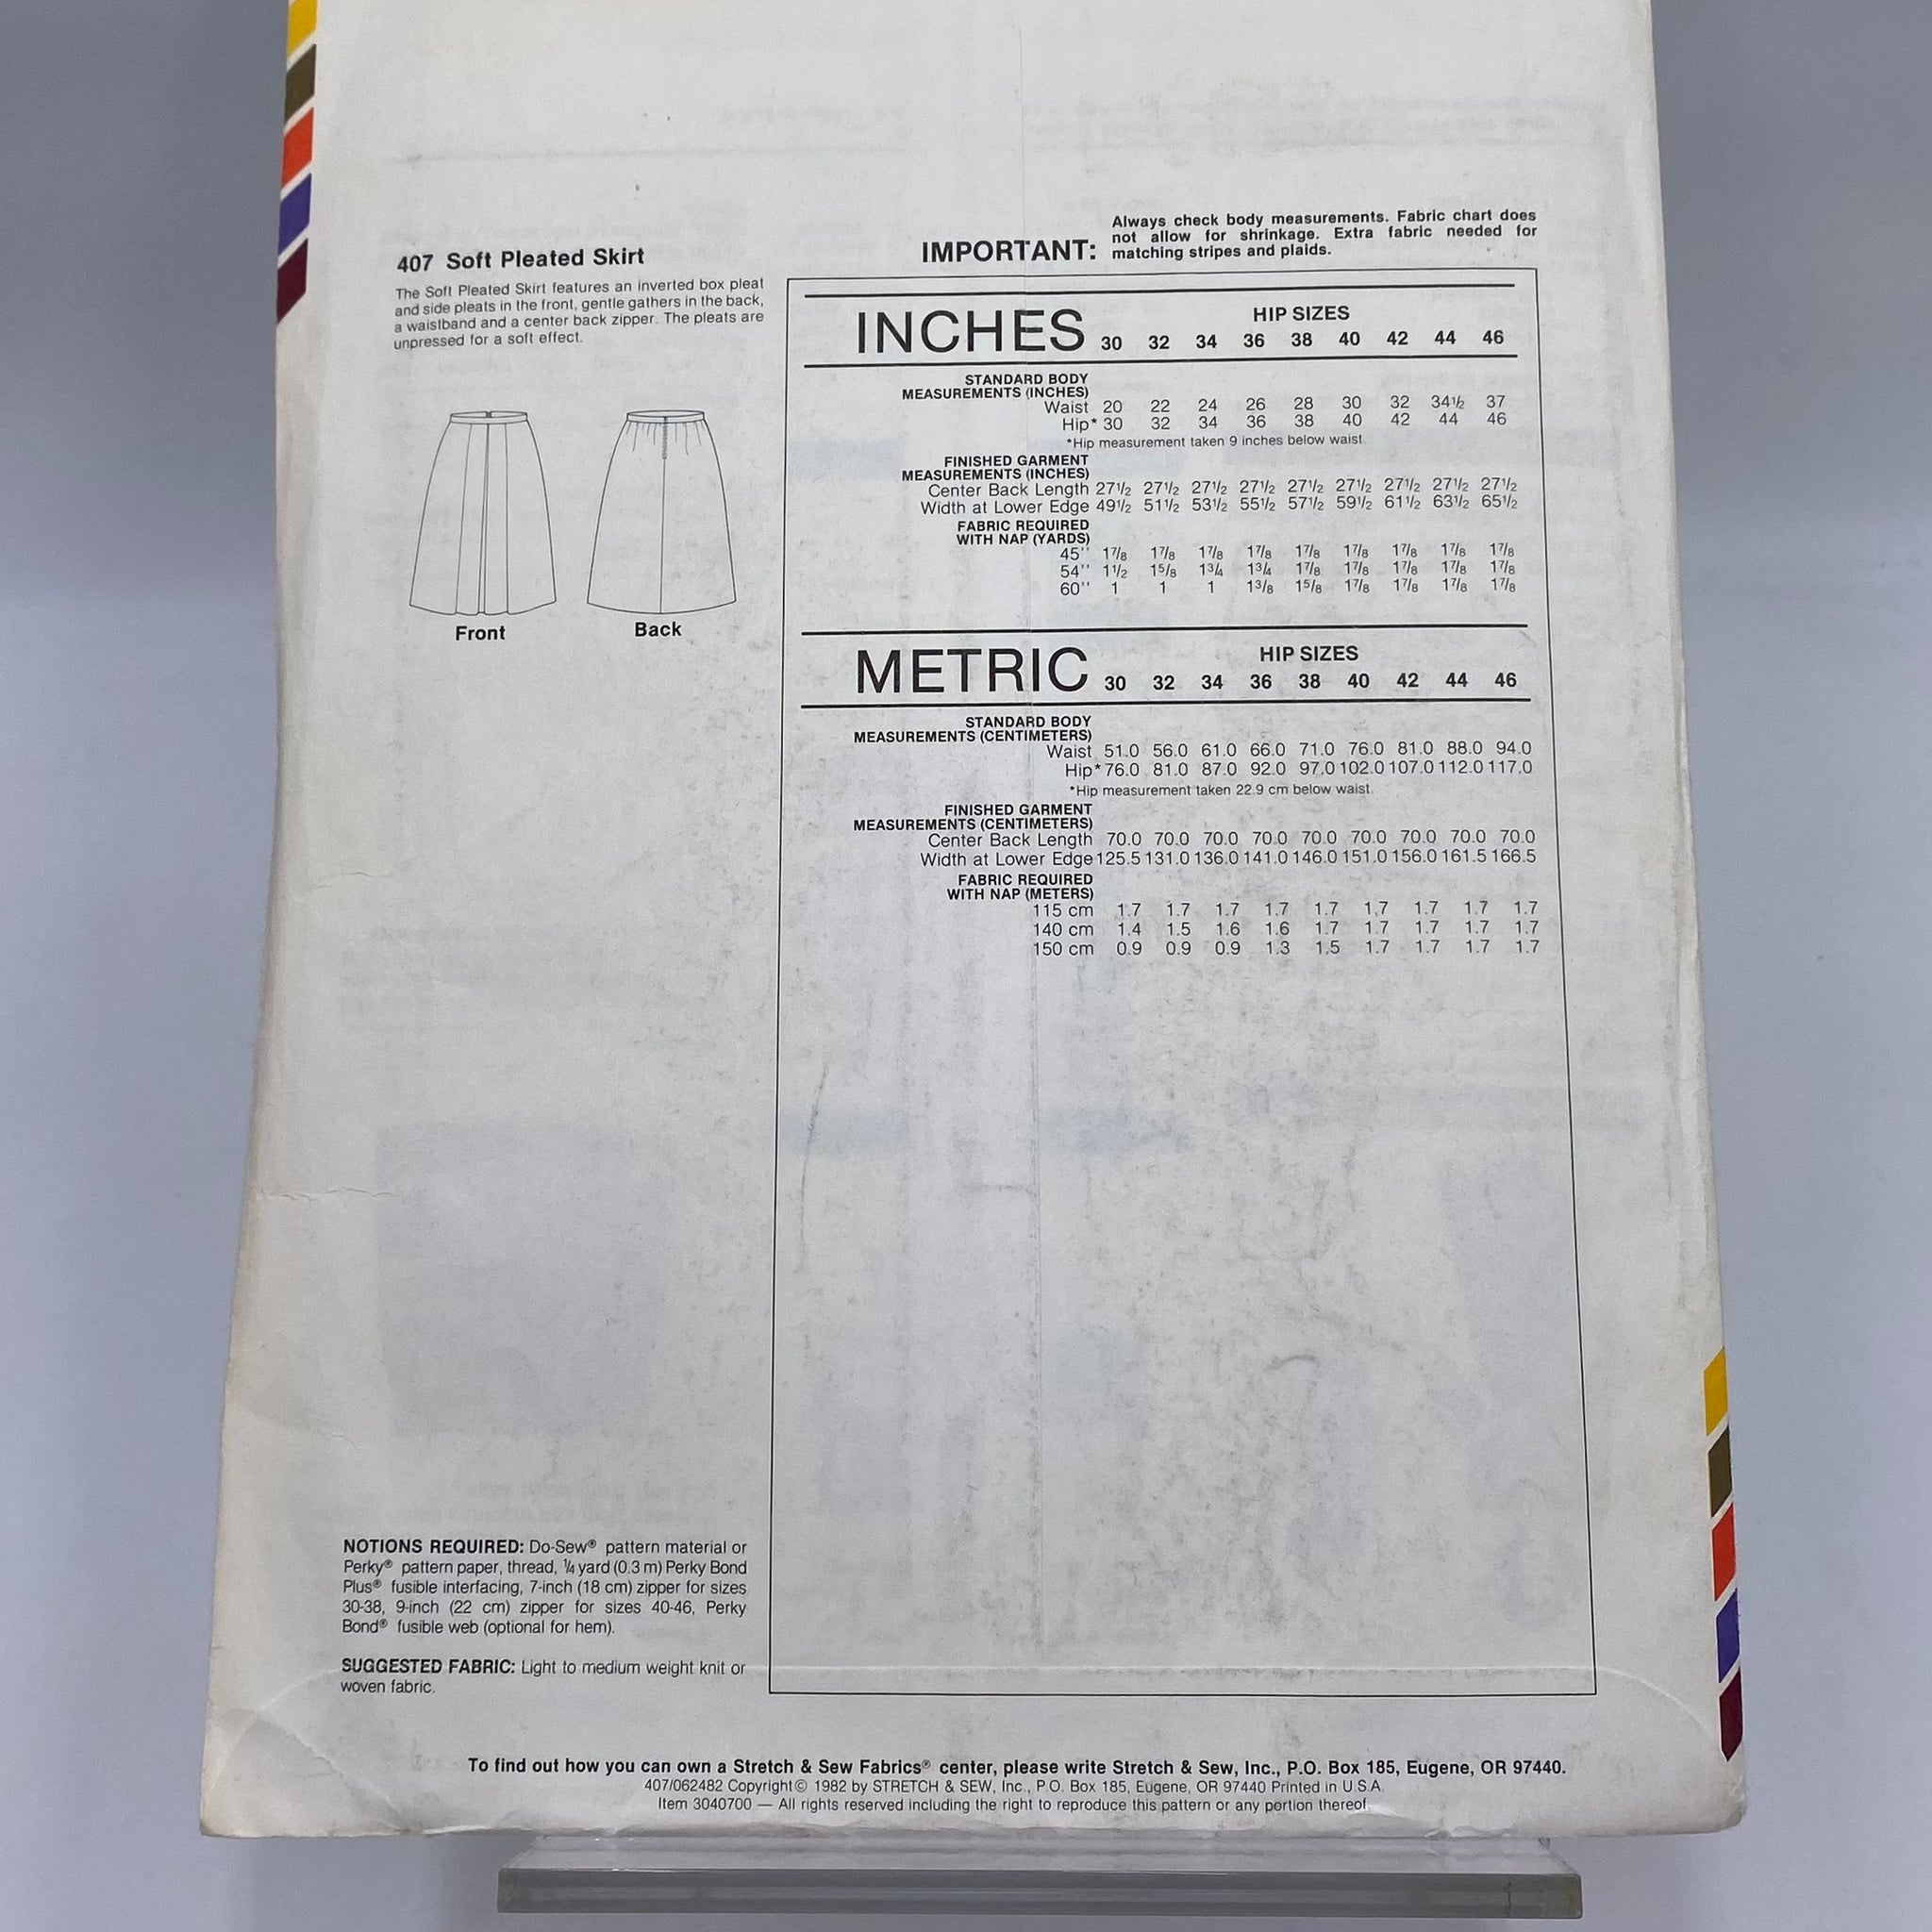 407 Soft Pleated Skirt
The Soft Pleated Skirt features an inverted box pleat
and side pleats in the front, gentle gathers in the back,
a waistband and a center back zipper. The pleats are
unpressed for a soft effect.
Front
Back
IMPORTANT:
Always check body measurements. Fabric chart does
not allow for shrinkage. Extra fabric needed for
matching stripes and plaids.
HIP SIZES
INCHES 30 32 34 36 38 40 42 44 46
STANDARD BODY
MEASUREMENTS (INCHES)
Waist 20 22 24 26 28 30 32 34½ 37
Hip* 30 32 34 36 38 40 42 44 46
*Hip measurement taken 9 inches below waist.
FINISHED GARMENT
MEASUREMENTS (INCHES)
Center Back Length 27½ 27½ 27½ 27½ 27½ 27½ 27½ 27½ 27½
Width at Lower Edge 49½ 51½ 53½ 55½ 57½ 59½ 61½ 63½ 65½
FABRIC REQUIRED
WITH NAP (YARDS)
45'' 1⅞ 1⅞ 1⅞ 1⅞ 1⅞ 1⅞ 1⅞ 1⅞ 1⅞
54'' 1½ 1⅝ 1¾ 1¾ 1⅞ 1⅞ 1⅞ 1⅞ 1⅞
60'' 1 1 1 1⅜ 1⅝ 1⅞ 1⅞ 1⅞ 1⅞
HIP SIZES
METRIC 30 32 34 36 38 40 42 44 46
STANDARD BODY
MEASUREMENTS (CENTIMETERS)
Waist 51.0 56.0 61.0 66.0 71.0 76.0 81.0 88.0 94.0
Hip* 76.0 81.0 87.0 92.0 97.0 102.0 107.0 112.0 117.0
*Hip measurement taken 22.9 cm below waist.
FINISHED GARMENT
MEASUREMENTS (CENTIMETERS)
Center Back Length 70.0 70.0 70.0 70.0 70.0 70.0 70.0 70.0 70.0
Width at Lower Edge 125.5 131.0 136.0 141.0 146.0 151.0 156.0 161.5 166.5
FABRIC REQUIRED
WITH NAP (METERS)
115 cm 1.7 1.7 1.7 1.7 1.7 1.7 1.7 1.7 1.7
140 cm 1.4 1.5 1.6 1.6 1.7 1.7 1.7 1.7 1.7
150 cm 0.9 0.9 0.9 1.3 1.5 1.7 1.7 1.7 1.7
NOTIONS REQUIRED: Do-Sew® pattern material or
Perky® pattern paper, thread, ¼ yard (0.3 m) Perky Bond
Plus® fusible interfacing, 7-inch (18 cm) zipper for sizes
30-38, 9-inch (22 cm) zipper for sizes 40-46, Perky
Bond® fusible web (optional for hem).
SUGGESTED FABRIC: Light to medium weight knit or
woven fabric.
To find out how you can own a Stretch & Sew Fabrics® center, please write Stretch & Sew, Inc., P.O. Box 185, Eugene, OR 97440.
407/062482 Copyright© 1982 by STRETCH & SEW, Inc., P.O. Box 185, Eugene, OR 97440 Printed in U.S.A.
Item 3040700 — All rights reserved including the right to reproduce this pattern or any portion thereof.